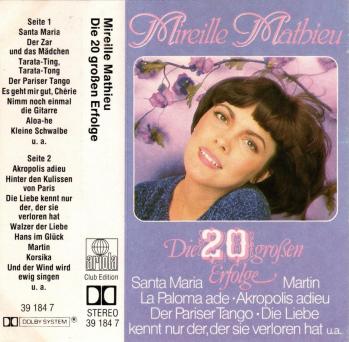 Seite 1
Santa Maria
Der Zar
und das Mädchen
Tarata-Ting,
Tarata-Tong
Der Pariser Tango
Es geht mir gut, Chérie
Nimm noch einmal
die Gitarre
Aloa-he
Kleine Schwalbe
u. a.
Seite 2
Akropolis adieu
Hinter den Kulissen
von Paris
Die Liebe kennt nur
der, der sie
verloren hat
Walzer der Liebe
Hans im Glück
Martin
Korsika
Und der Wind wird
ewig singen
u. a.
39 184 7
DOLBY SYSTEM®
Mireille Mathieu
Die 20 großen Erfolge
ariola
Club Edition
STEREO
39 184 7
Mireille Mathieu
Die 20 großen
Erfolge
Santa Maria Martin
La Paloma ade · Akropolis adieu
Der Pariser Tango · Die Liebe
kennt nur der, der sie verloren hat u.a.